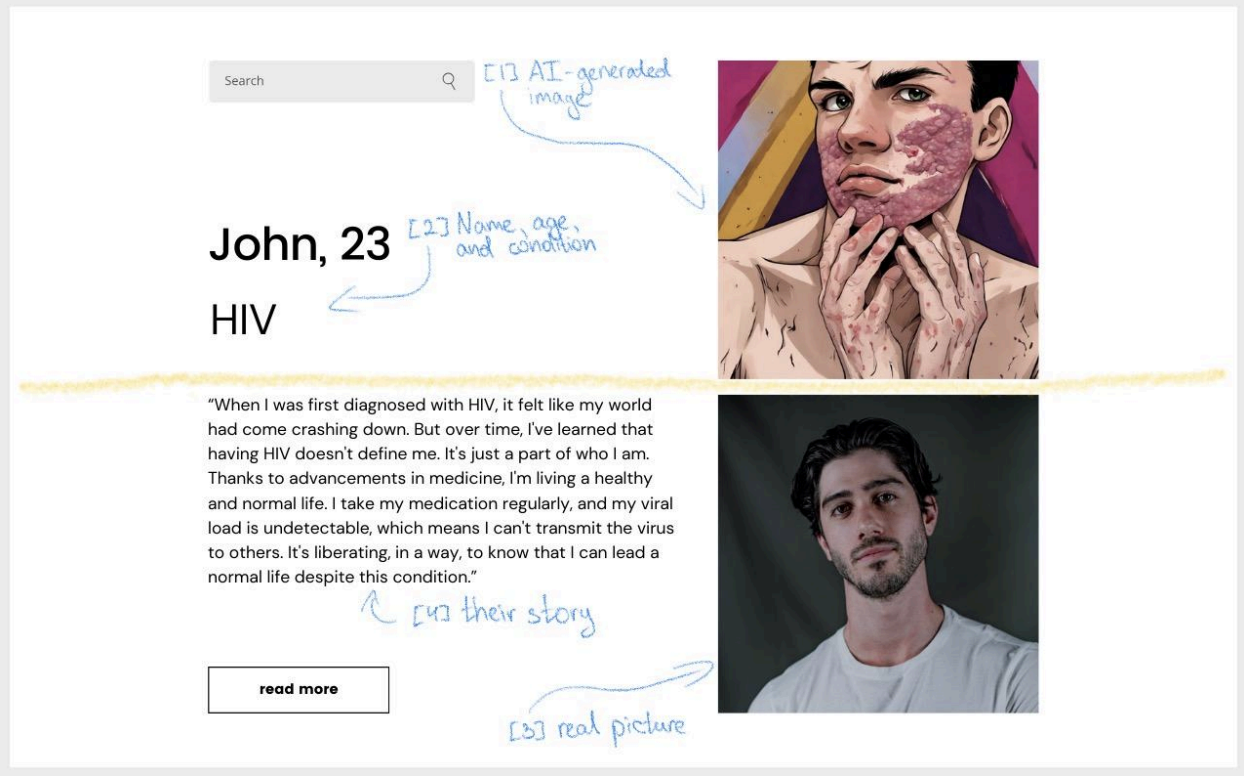 Search
[1] AI-generated
image
John, 23
[2] Name, age,
and condition
HIV
“When I was first diagnosed with HIV, it felt like my world
had come crashing down. But over time, I've learned that
having HIV doesn't define me. It's just a part of who I am.
Thanks to advancements in medicine, I'm living a healthy
and normal life. I take my medication regularly, and my viral
load is undetectable, which means I can't transmit the virus
to others. It's liberating, in a way, to know that I can lead a
normal life despite this condition.”
[4] their story
read more
[3] real picture